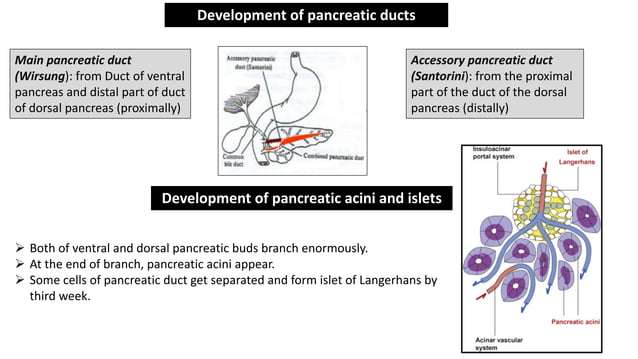 Development of pancreatic ducts
Main pancreatic duct
(Wirsung): from Duct of ventral
pancreas and distal part of duct
of dorsal pancreas (proximally)
Accessory pancreatic
duct (Santorini)
Common
bile duct
Combined pancreatic duct
Accessory pancreatic duct
(Santorini): from the proximal
part of the duct of the dorsal
pancreas (distally)
Development of pancreatic acini and islets
➢ Both of ventral and dorsal pancreatic buds branch enormously.
➢ At the end of branch, pancreatic acini appear.
➢ Some cells of pancreatic duct get separated and form islet of Langerhans by
third week.
Insuloacinar
portal system
Islet of
Langerhans
Pancreatic acini
Acinar vascular
system